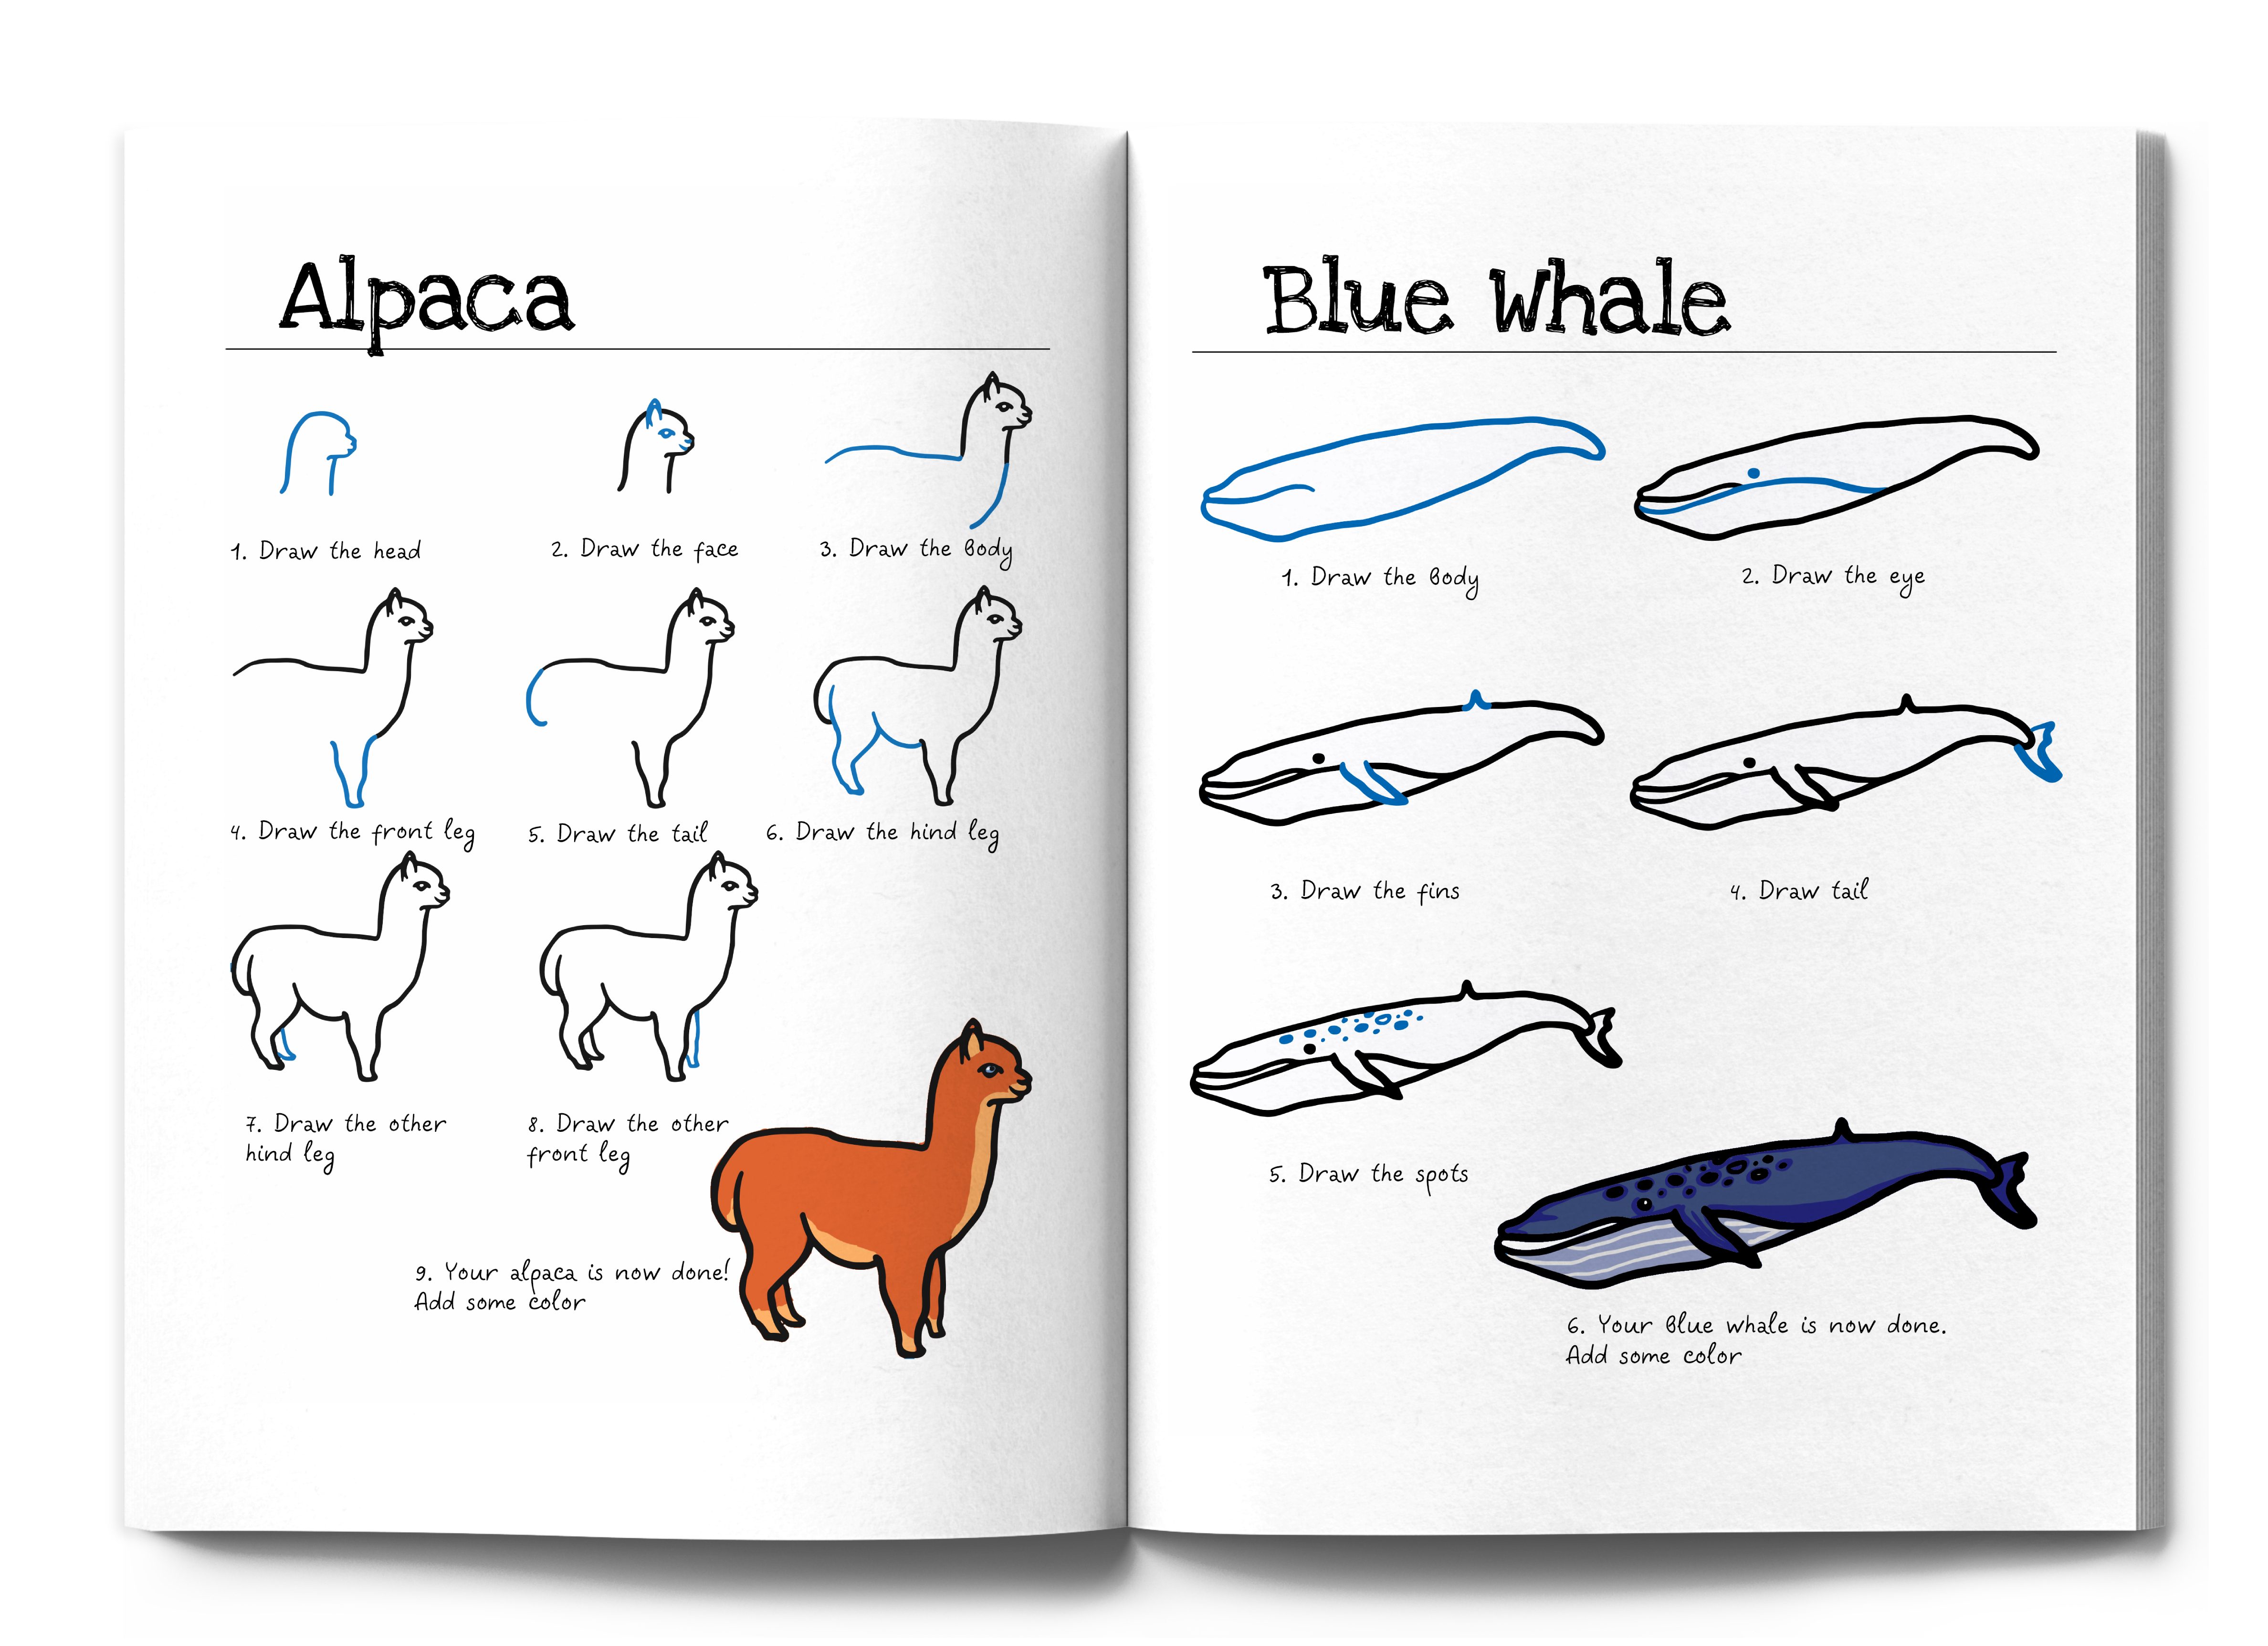 Alpaca
1. Draw the head
2. Draw the face
3. Draw the Body
4. Draw the front leg
5. Draw the tail
6. Draw the hind leg
7. Draw the other
hind leg
8. Draw the other
front leg
9. Your alpaca is now done!
Add some color
Blue Whale
1. Draw the Body
2. Draw the eye
3. Draw the fins
4. Draw tail
5. Draw the spots
6. Your Blue whale is now done.
Add some color